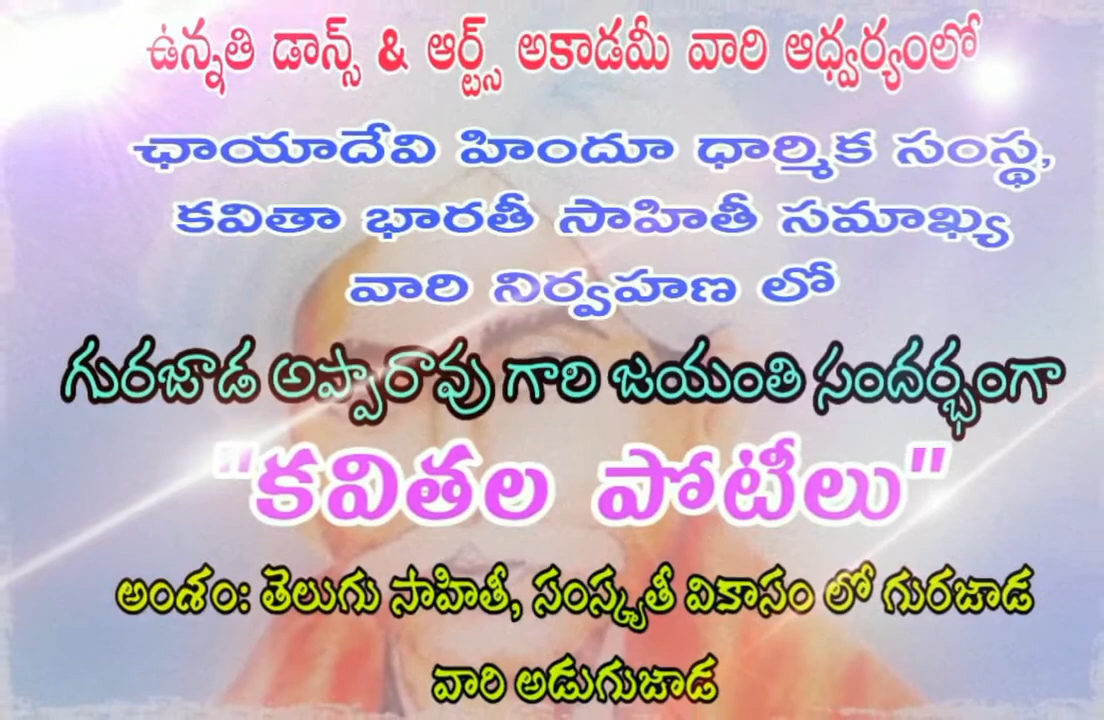 ఉన్నతి డాన్స్ & ఆర్ట్స్ అకాడమీ వారి ఆధ్వర్యంలో
ఛాయాదేవి హిందూ ధార్మిక సంస్థ,
కవితా భారతీ సాహితీ సమాఖ్య
వారి నిర్వహణ లో
గురజాడ అప్పారావు గారి జయంతి సందర్భంగా
"కవితల పోటీలు"
అంశం: తెలుగు సాహితీ, సంస్కృతీ వికాసం లో గురజాడ
వారి అడుగుజాడ